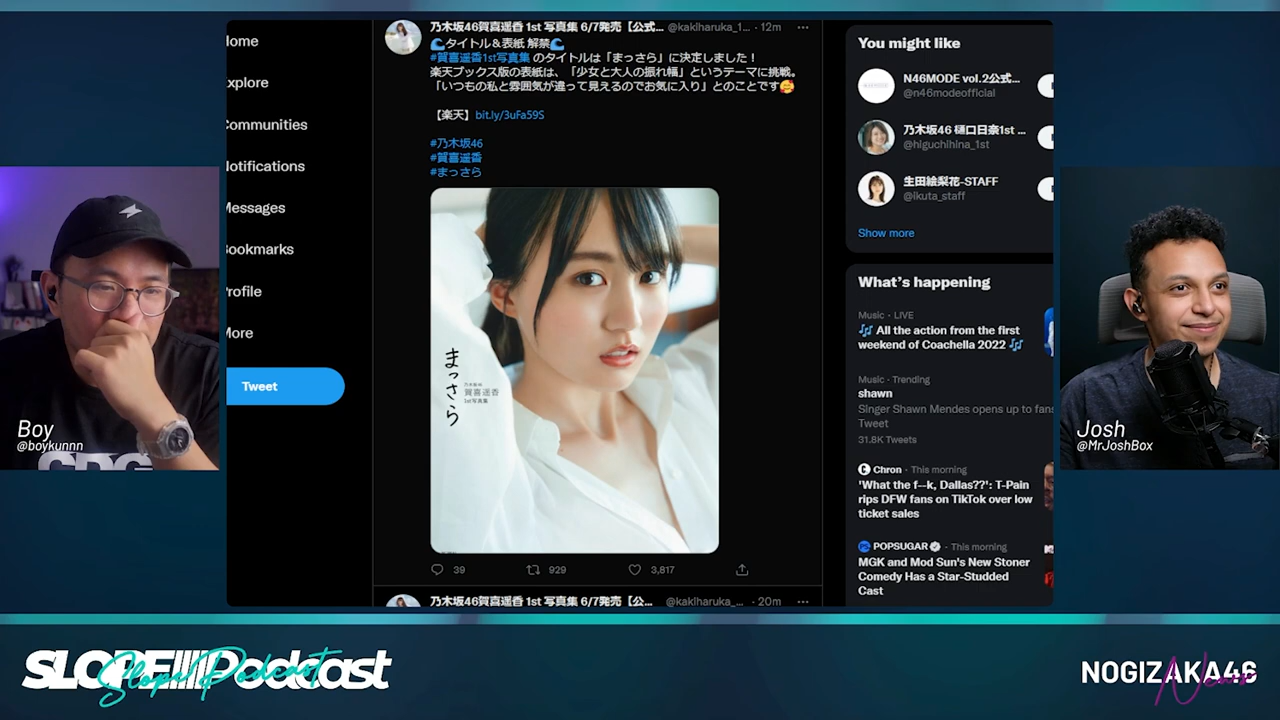 ome
xplore
ommunities
otifications
Messages
ookmarks
rofile
ore
Tweet
乃木坂46賀喜遥香 1st 写真集 6/7発売【公式... @kakiharuka_1... · 12m
🌊タイトル＆表紙 解禁🌊
#賀喜遥香1st写真集 のタイトルは「まっさら」に決定しました！
楽天ブックス版の表紙は、「少女と大人の振れ幅」というテーマに挑戦。
「いつもの私と雰囲気が違って見えるのでお気に入り」とのことです🥰
【楽天】bit.ly/3uFa59S
#乃木坂46
#賀喜遥香
#まっさら
まっさら
乃木坂46
賀喜遥香
1st写真集
39 929 3,817
乃木坂46賀喜遥香 1st 写真集 6/7発売【公... @kakiharuka_... · 20m
You might like
N46MODE vol.2公式...
@n46modeofficial
乃木坂46 樋口日奈1st ...
@higuchihina_1st
生田絵梨花-STAFF
@ikuta_staff
Show more
What's happening
Music · LIVE
🎶 All the action from the first
weekend of Coachella 2022 🎶
Music · Trending
shawn
Singer Shawn Mendes opens up to fans
Tweet
31.8K Tweets
Chron · This morning
'What the f--k, Dallas??': T-Pain
rips DFW fans on TikTok over low
ticket sales
POPSUGAR · This morning
MGK and Mod Sun's New Stoner
Comedy Has a Star-Studded
Cast
Boy
@boykunnn
Josh
@MrJoshBox
SLOPE Podcast
Slope Podcast
NOGIZAKA46
News